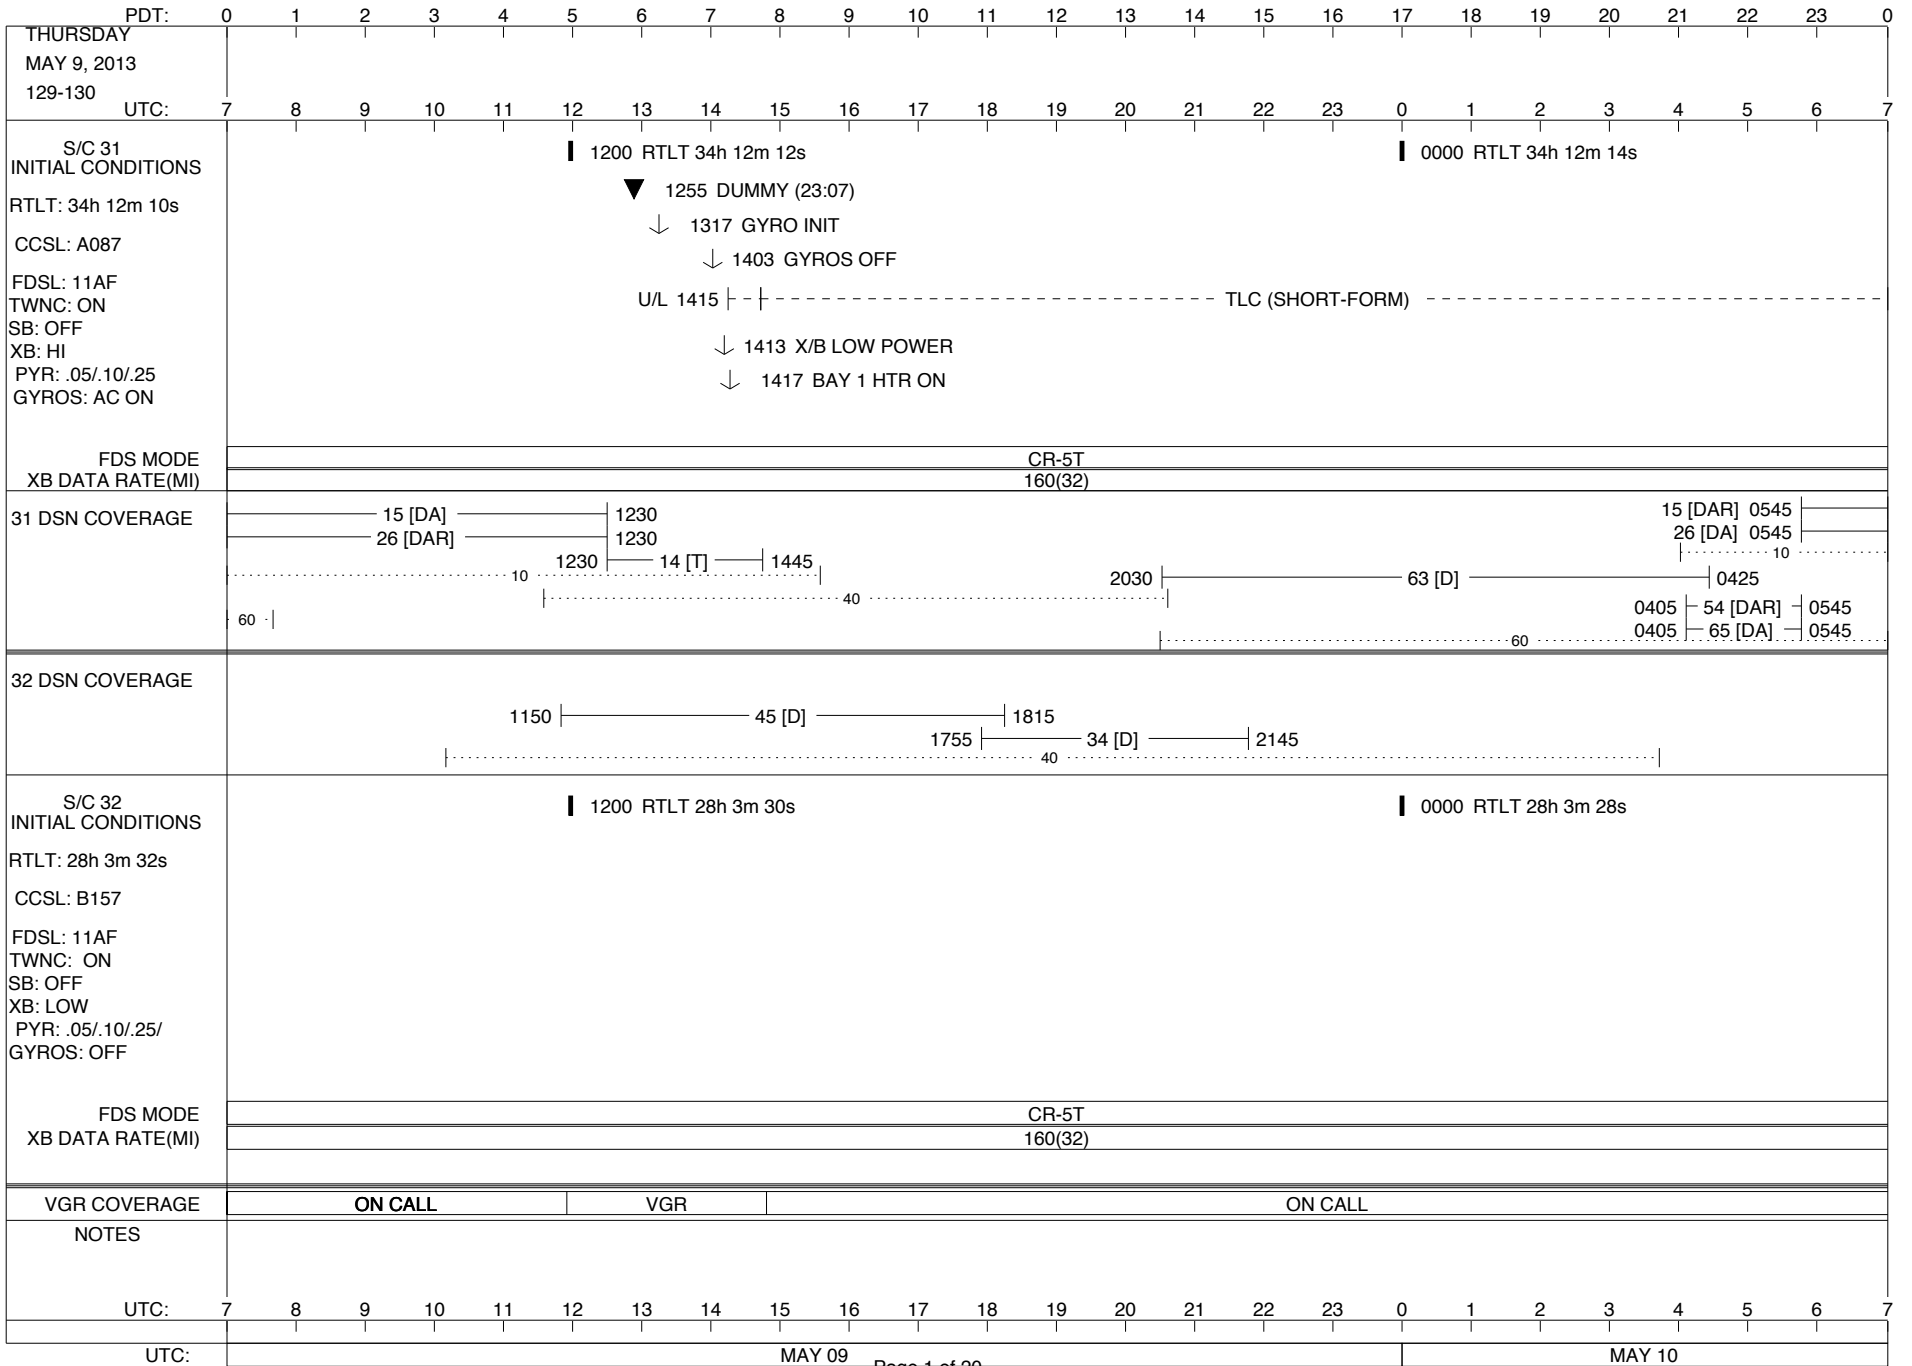 PDT: 0 1 2 3 4 5 6 7 8 9 10 11 12 13 14 15 16 17 18 19 20 21 22 23 0
THURSDAY
MAY 9, 2013
129-130
UTC: 7 8 9 10 11 12 13 14 15 16 17 18 19 20 21 22 23 0 1 2 3 4 5 6 7
S/C 31
INITIAL CONDITIONS
RTLT: 34h 12m 10s
CCSL: A087
FDSL: 11AF
TWNC: ON
SB: OFF
XB: HI
PYR: .05/.10/.25
GYROS: AC ON
1200 RTLT 34h 12m 12s
0000 RTLT 34h 12m 14s
1255 DUMMY (23:07)
1317 GYRO INIT
1403 GYROS OFF
U/L 1415 TLC (SHORT-FORM)
1413 X/B LOW POWER
1417 BAY 1 HTR ON
FDS MODE CR-5T
XB DATA RATE(MI) 160(32)
31 DSN COVERAGE
15 [DA] 1230 15 [DAR] 0545
26 [DAR] 1230 26 [DA] 0545
1230 14 [T] 1445 10
10 2030 63 [D] 0425
40 0405 54 [DAR] 0545
60 0405 65 [DA] 0545
60
32 DSN COVERAGE
1150 45 [D] 1815
1755 34 [D] 2145
40
S/C 32
INITIAL CONDITIONS
RTLT: 28h 3m 32s
CCSL: B157
FDSL: 11AF
TWNC: ON
SB: OFF
XB: LOW
PYR: .05/.10/.25/
GYROS: OFF
1200 RTLT 28h 3m 30s
0000 RTLT 28h 3m 28s
FDS MODE CR-5T
XB DATA RATE(MI) 160(32)
VGR COVERAGE ON CALL VGR ON CALL
NOTES
UTC: 7 8 9 10 11 12 13 14 15 16 17 18 19 20 21 22 23 0 1 2 3 4 5 6 7
UTC: MAY 09 MAY 10
Page 1 of 20